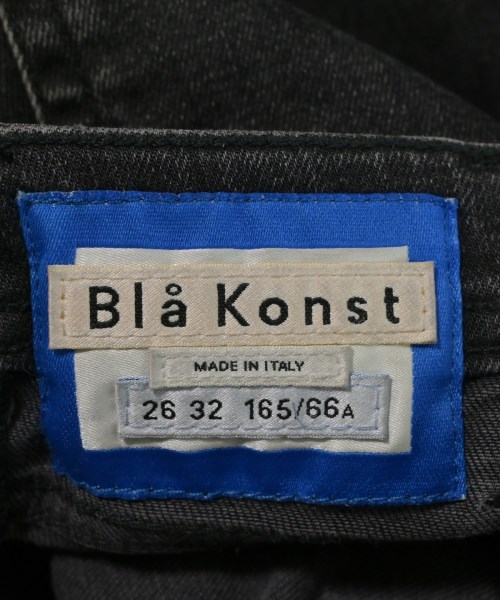 Blå Konst
MADE IN ITALY
26 32 165/66A